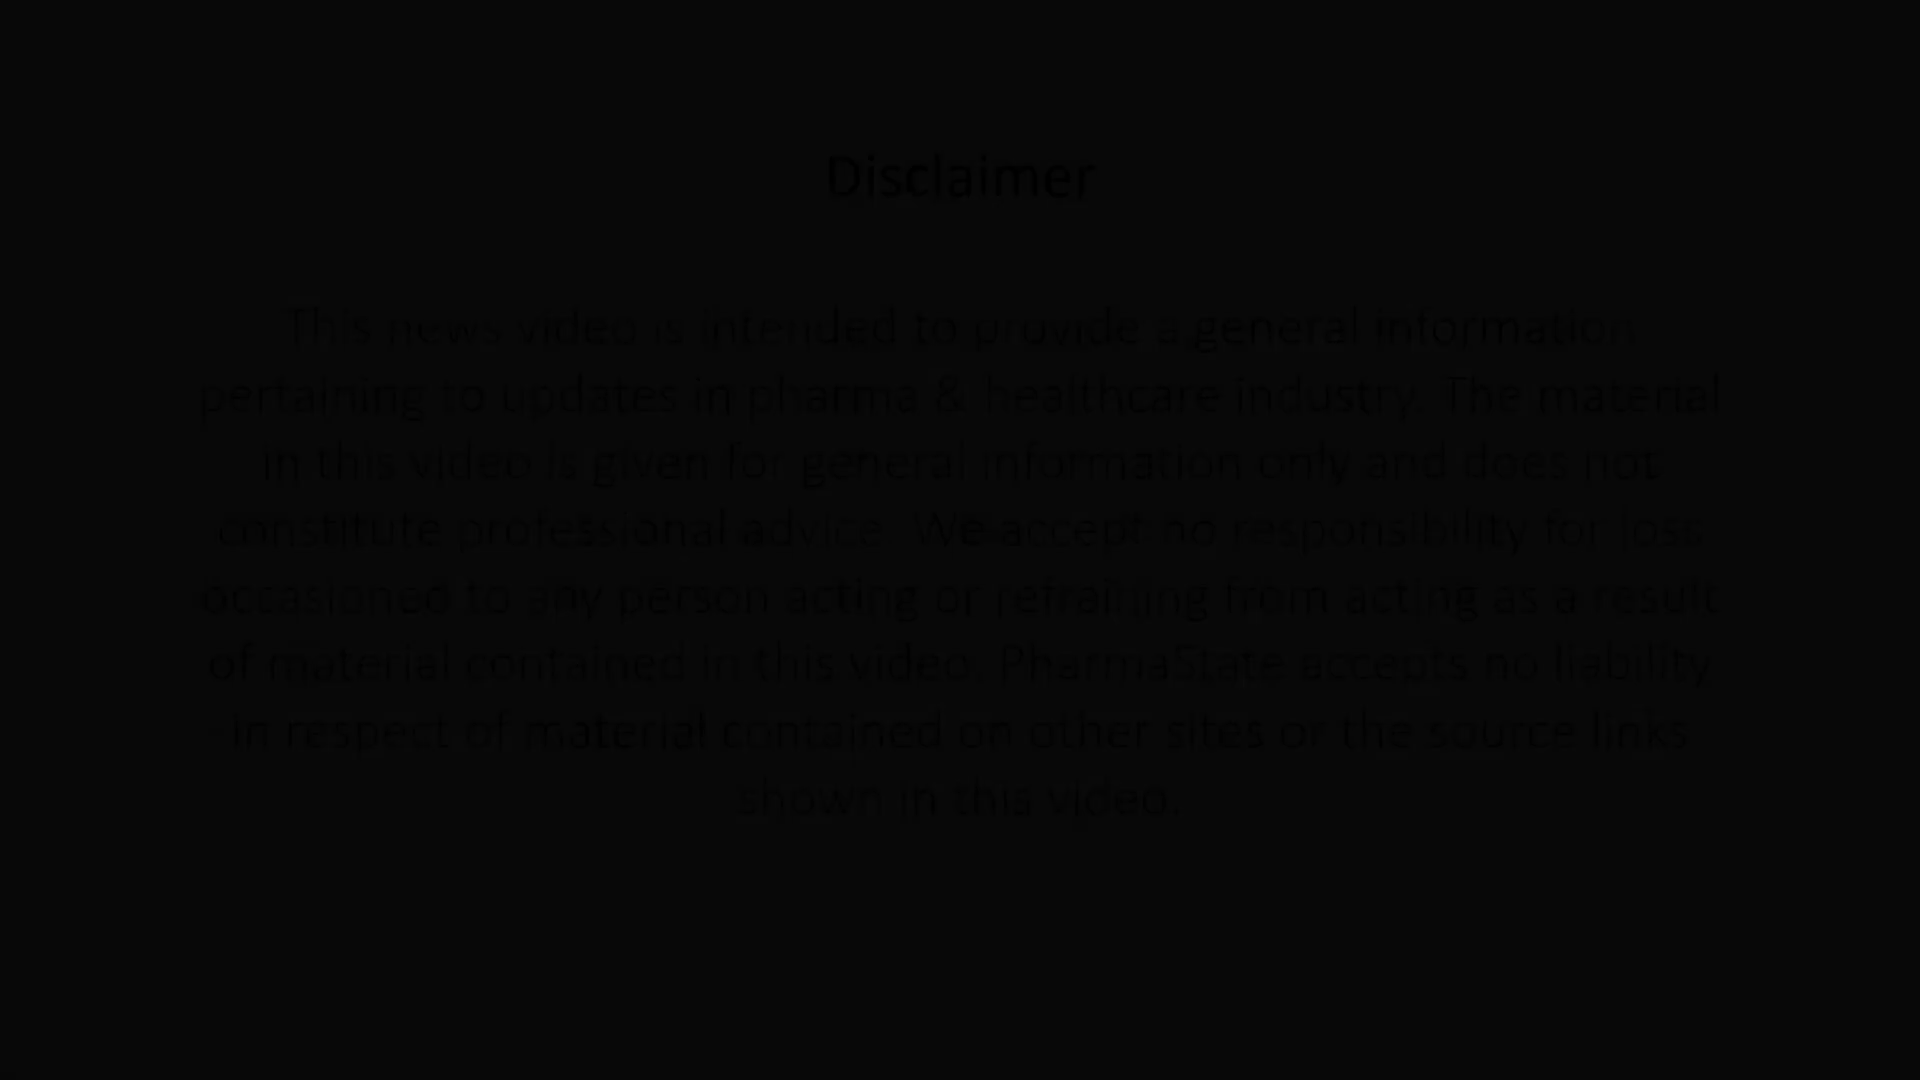 Disclaimer
This news video is intended to provide a general information
pertaining to updates in pharma & healthcare industry. The material
in this video is given for general information only and does not
constitute professional advice. We accept no responsibility for loss
occasioned to any person acting or refraining from acting as a result
of material contained in this video. PharmaState accepts no liability
in respect of material contained on other sites or the source links
shown in this video.